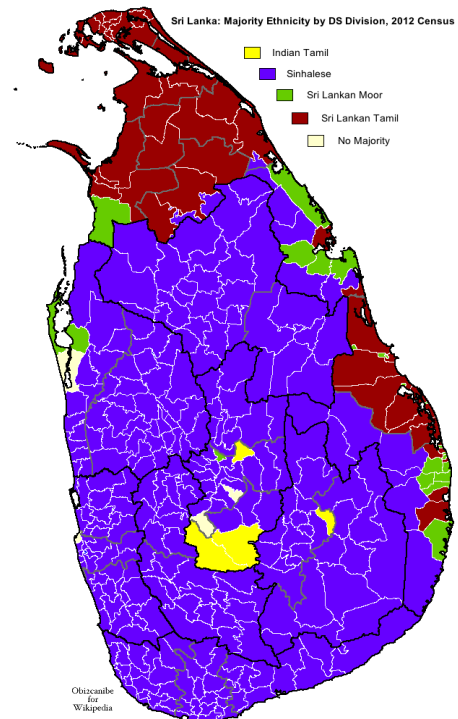 Sri Lanka: Majority Ethnicity by DS Division, 2012 Census
Indian Tamil
Sinhalese
Sri Lankan Moor
Sri Lankan Tamil
No Majority
Obi2canibe
for
Wikipedia